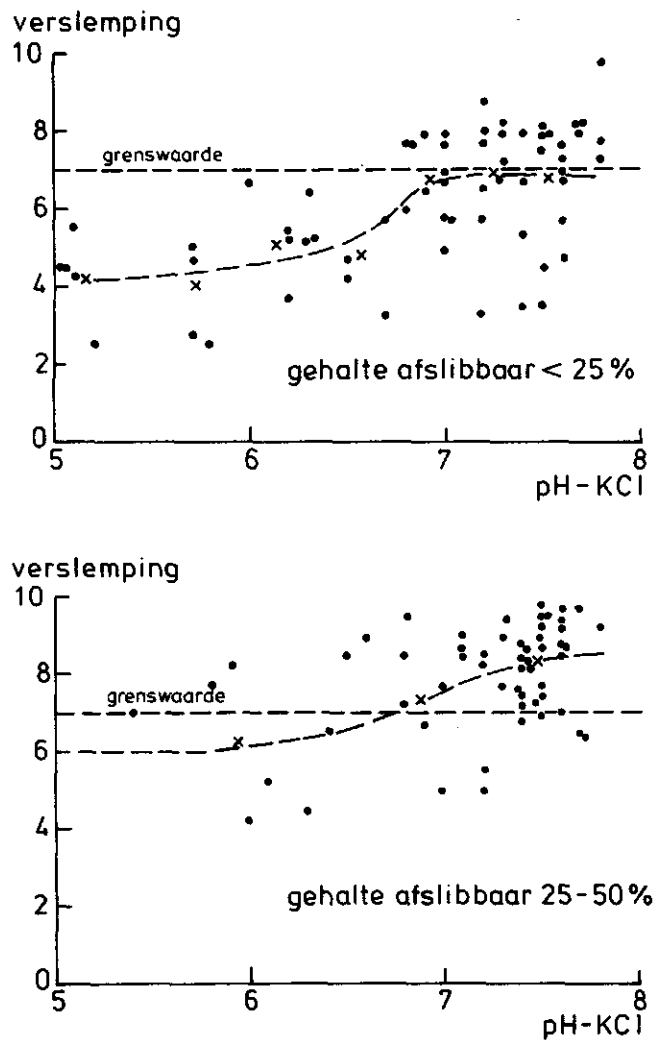 verslemping
10
8
grenswaarde
6
4
2
gehalte afslibbaar < 25 %
0
5 6 7 8
pH-KCl
verslemping
10
8
grenswaarde
6
4
2
gehalte afslibbaar 25-50%
0
5 6 7 8
pH-KCl